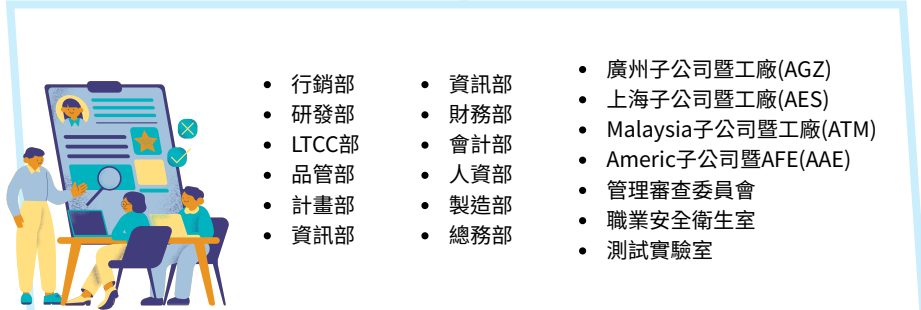 行銷部
研發部
LTCC部
品管部
計畫部
資訊部
資訊部
財務部
會計部
人資部
製造部
總務部
廣州子公司暨工廠(AGZ)
上海子公司暨工廠(AES)
Malaysia子公司暨工廠(ATM)
Americ子公司暨AFE(AAE)
管理審查委員會
職業安全衛生室
測試實驗室